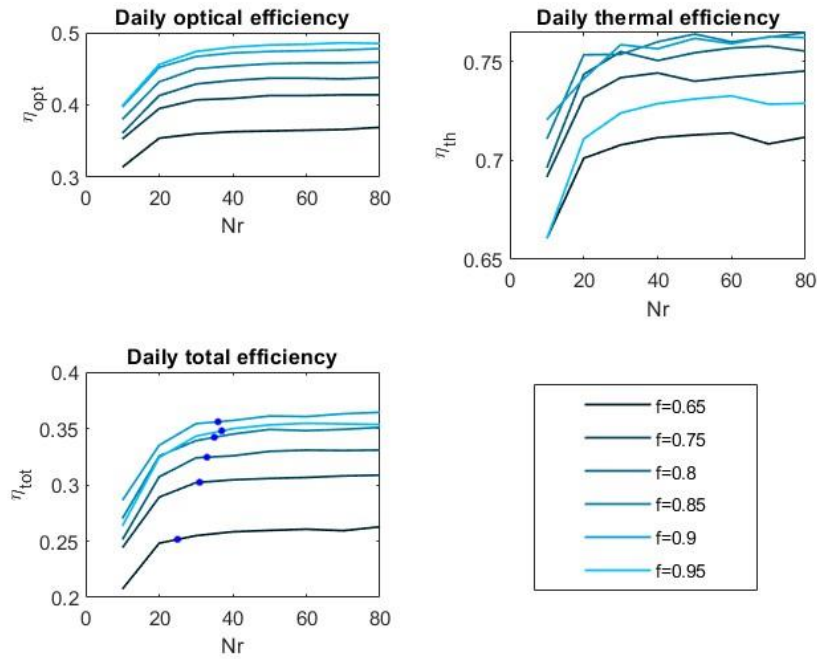 Daily optical efficiency
0.5
0.4
0.3
ηopt
0 20 40 60 80
Nr
Daily thermal efficiency
0.75
0.7
0.65
ηth
0 20 40 60 80
Nr
Daily total efficiency
0.4
0.35
0.3
0.25
0.2
ηtot
0 20 40 60 80
Nr
f=0.65
f=0.75
f=0.8
f=0.85
f=0.9
f=0.95